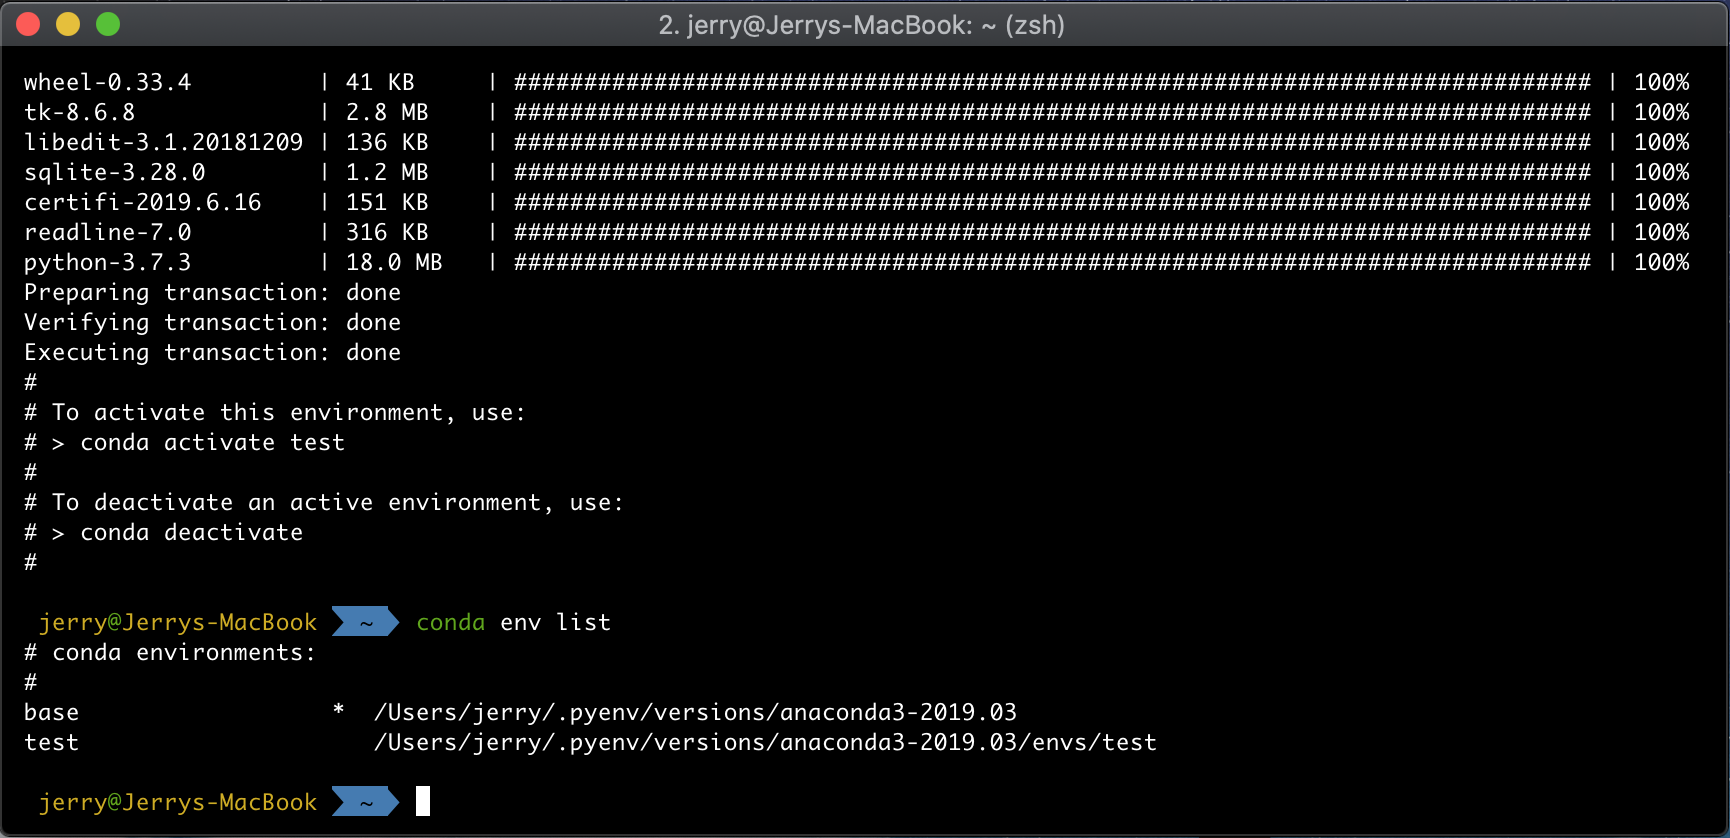 2. jerry@Jerrys-MacBook: ~ (zsh)
wheel-0.33.4         | 41 KB     | ############################################################################# | 100%
tk-8.6.8             | 2.8 MB    | ############################################################################# | 100%
libedit-3.1.20181209 | 136 KB    | ############################################################################# | 100%
sqlite-3.28.0        | 1.2 MB    | ############################################################################# | 100%
certifi-2019.6.16    | 151 KB    | ############################################################################# | 100%
readline-7.0         | 316 KB    | ############################################################################# | 100%
python-3.7.3         | 18.0 MB   | ############################################################################# | 100%
Preparing transaction: done
Verifying transaction: done
Executing transaction: done
#
# To activate this environment, use:
# > conda activate test
#
# To deactivate an active environment, use:
# > conda deactivate
#
jerry@Jerrys-MacBook ~ conda env list
# conda environments:
#
base                  *  /Users/jerry/.pyenv/versions/anaconda3-2019.03
test                     /Users/jerry/.pyenv/versions/anaconda3-2019.03/envs/test
jerry@Jerrys-MacBook ~